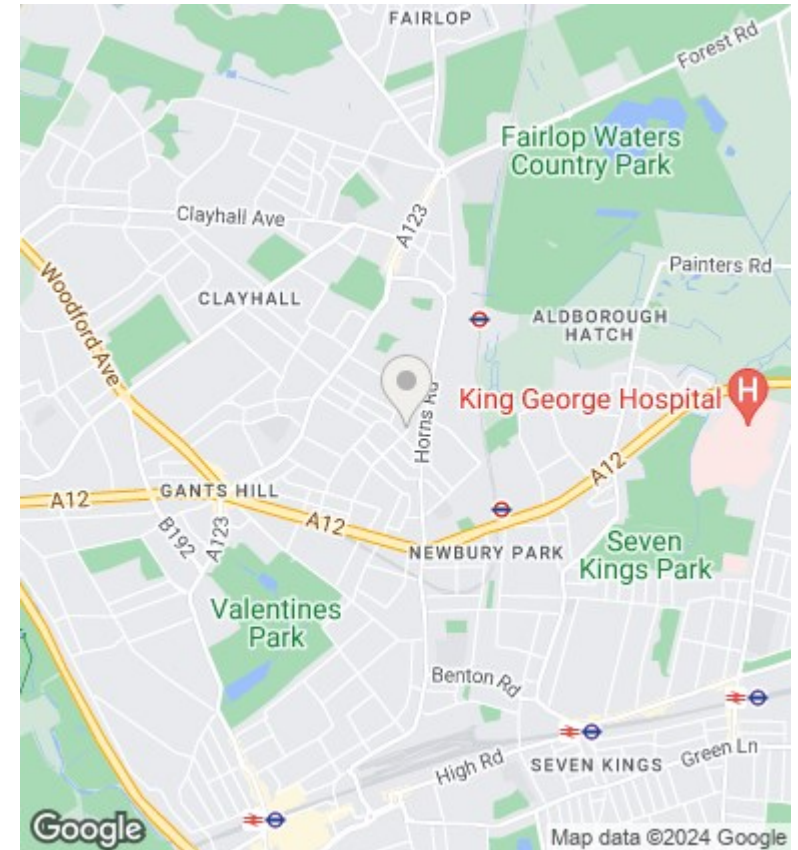 FAIRLOP
Forest Rd
Fairlop Waters
Country Park
Clayhall Ave
A123
Painters Rd
CLAYHALL
Woodford Ave
ALDBOROUGH
HATCH
King George Hospital
H
Horns Rd
A12
GANTS HILL
A12
A12
B192
A123
NEWBURY PARK
Seven
Kings Park
Valentines
Park
Benton Rd
High Rd
SEVEN KINGS
Green Ln
Google
Map data ©2024 Google